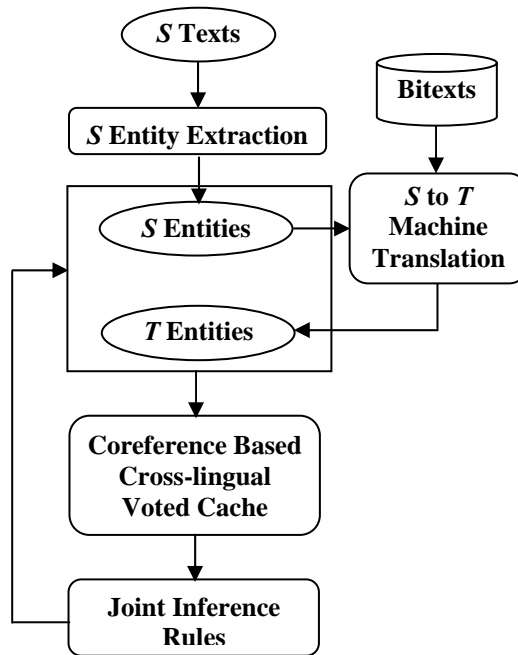 S Texts
Bitexts
S Entity Extraction
S to T
Machine
Translation
S Entities
T Entities
Coreference Based
Cross-lingual
Voted Cache
Joint Inference
Rules